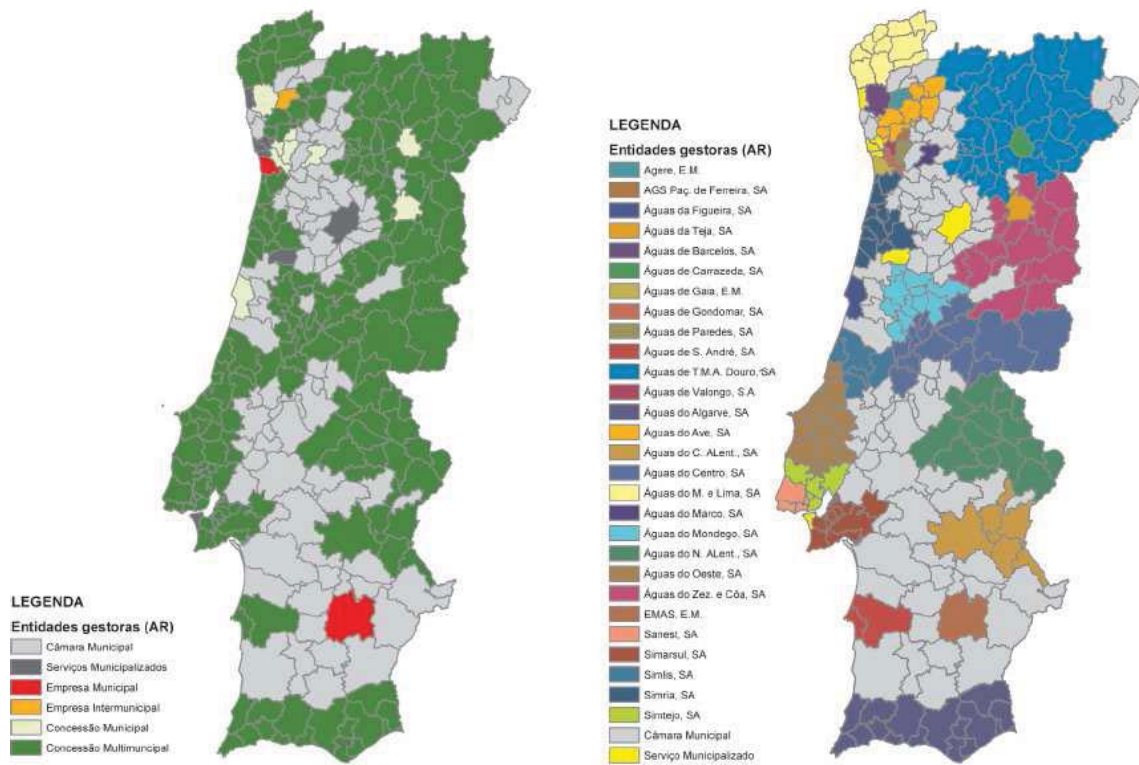 LEGENDA
Entidades gestoras (AR)
Câmara Municipal
Serviços Municipalizados
Empresa Municipal
Empresa Intermunicipal
Concessão Municipal
Concessão Multimuncipal
LEGENDA
Entidades gestoras (AR)
Agere, E.M.
AGS Paç. de Ferreira, SA
Águas da Figueira, SA
Águas da Teja, SA
Águas de Barcelos, SA
Águas de Carrazeda, SA
Águas de Gaia, E.M.
Águas de Gondomar, SA
Águas de Paredes, SA
Águas de S. André, SA
Águas de T.M.A. Douro, SA
Águas de Valongo, S.A
Águas do Algarve, SA
Águas do Ave, SA
Águas do C. ALent., SA
Águas do Centro, SA
Águas do M. e Lima, SA
Águas do Marco, SA
Águas do Mondego, SA
Águas do N. ALent., SA
Águas do Oeste, SA
Águas do Zez. e Côa, SA
EMAS, E.M.
Sanest, SA
Simarsul, SA
Simlis, SA
Simria, SA
Simtejo, SA
Câmara Municipal
Serviço Municipalizado